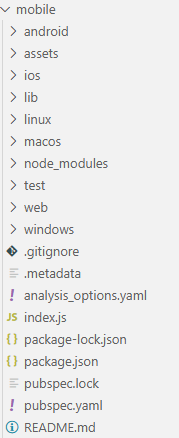 mobile
android
assets
ios
lib
linux
macos
node_modules
test
web
windows
.gitignore
.metadata
! analysis_options.yaml
JS index.js
{} package-lock.json
{} package.json
pubspec.lock
! pubspec.yaml
README.md